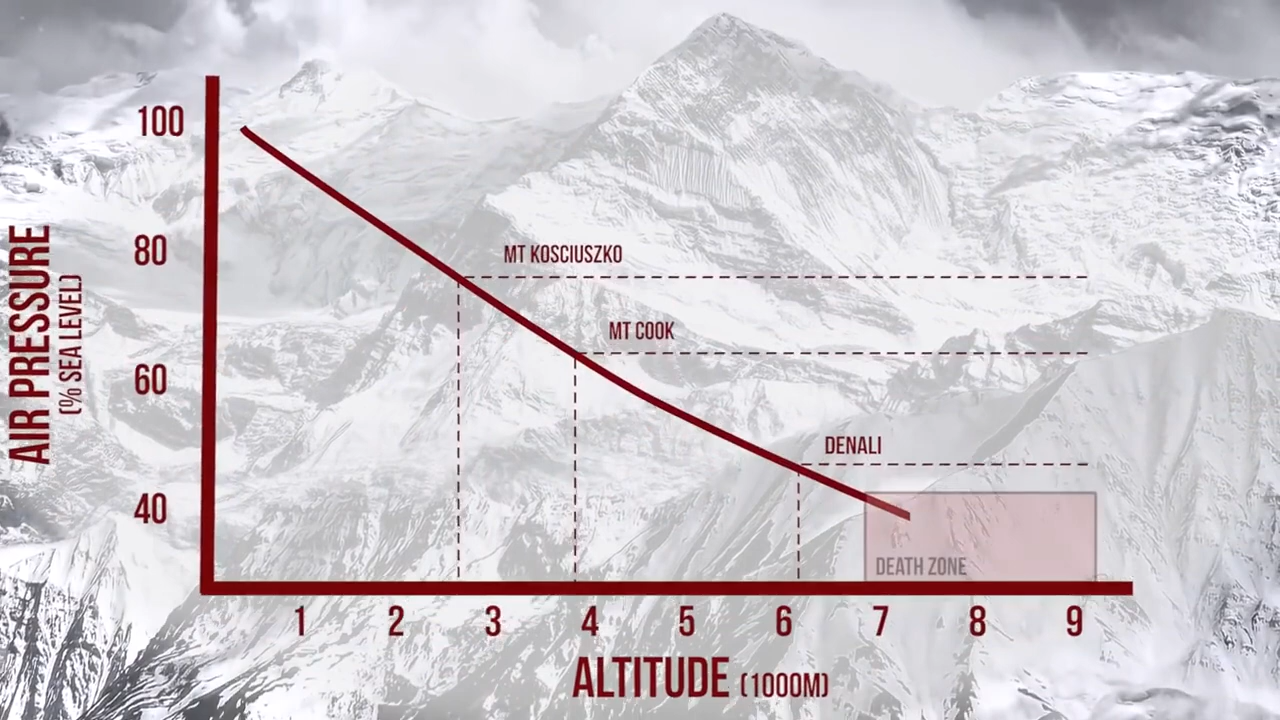 AIR PRESSURE
(% SEA LEVEL)
100
80
60
40
MT KOSCIUSZKO
MT COOK
DENALI
DEATH ZONE
1 2 3 4 5 6 7 8 9
ALTITUDE (1000M)